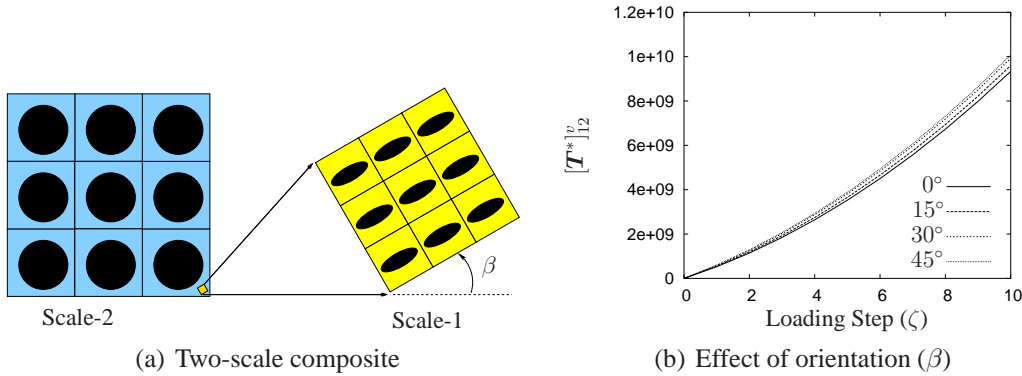 Scale-2
Scale-1
β
(a) Two-scale composite
[T*]ᵛ₁₂
1.2e+10
1e+10
8e+09
6e+09
4e+09
2e+09
0
0 2 4 6 8 10
0°
15°
30°
45°
Loading Step (ζ)
(b) Effect of orientation (β)